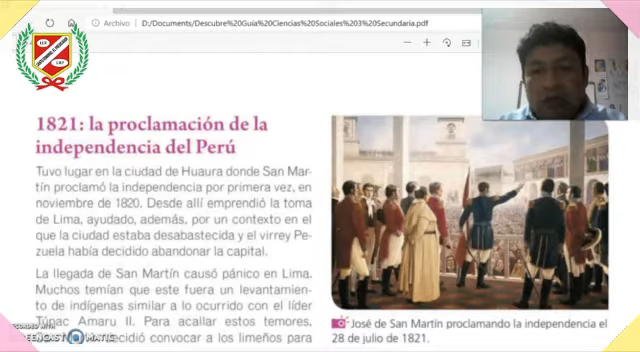 Archivo
D:/Documents/Descubre%20Guía%20Ciencias%20Sociales%203%20Secundaria.pdf
1821: la proclamación de la
independencia del Perú
Tuvo lugar en la ciudad de Huaura donde San Mar-
tín proclamó la independencia por primera vez, en
noviembre de 1820. Desde allí emprendió la toma
de Lima, ayudado, además, por un contexto en el
que la ciudad estaba desabastecida y el virrey Pe-
zuela había decidido abandonar la capital.
La llegada de San Martín causó pánico en Lima.
Muchos temían que este fuera un levantamien-
to de indígenas similar a lo ocurrido con el líder
Túpac Amaru II. Para acallar estos temores,
decidió convocar a los limeños para
José de San Martín proclamando la independencia el
28 de julio de 1821.